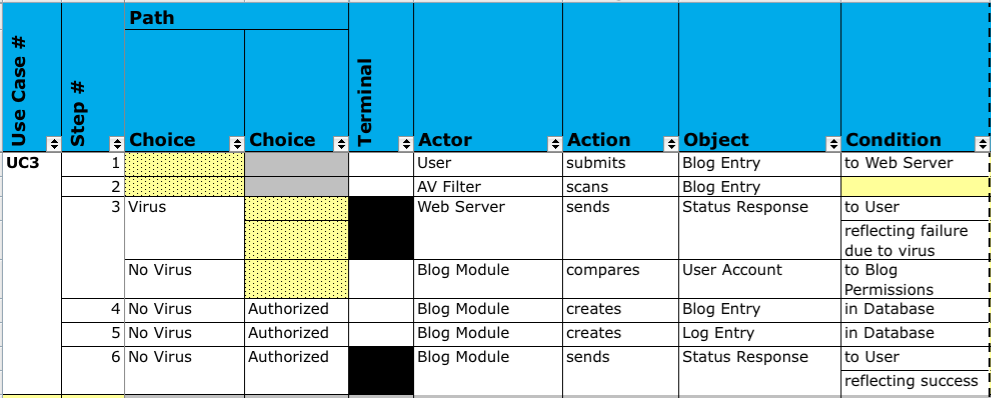 Path
Use Case #
Step #
Choice
Choice
Terminal
Actor
Action
Object
Condition
UC3 1 User submits Blog Entry to Web Server
2 AV Filter scans Blog Entry
3 Virus Web Server sends Status Response to User
reflecting failure
due to virus
No Virus Blog Module compares User Account to Blog
Permissions
4 No Virus Authorized Blog Module creates Blog Entry in Database
5 No Virus Authorized Blog Module creates Log Entry in Database
6 No Virus Authorized Blog Module sends Status Response to User
reflecting success